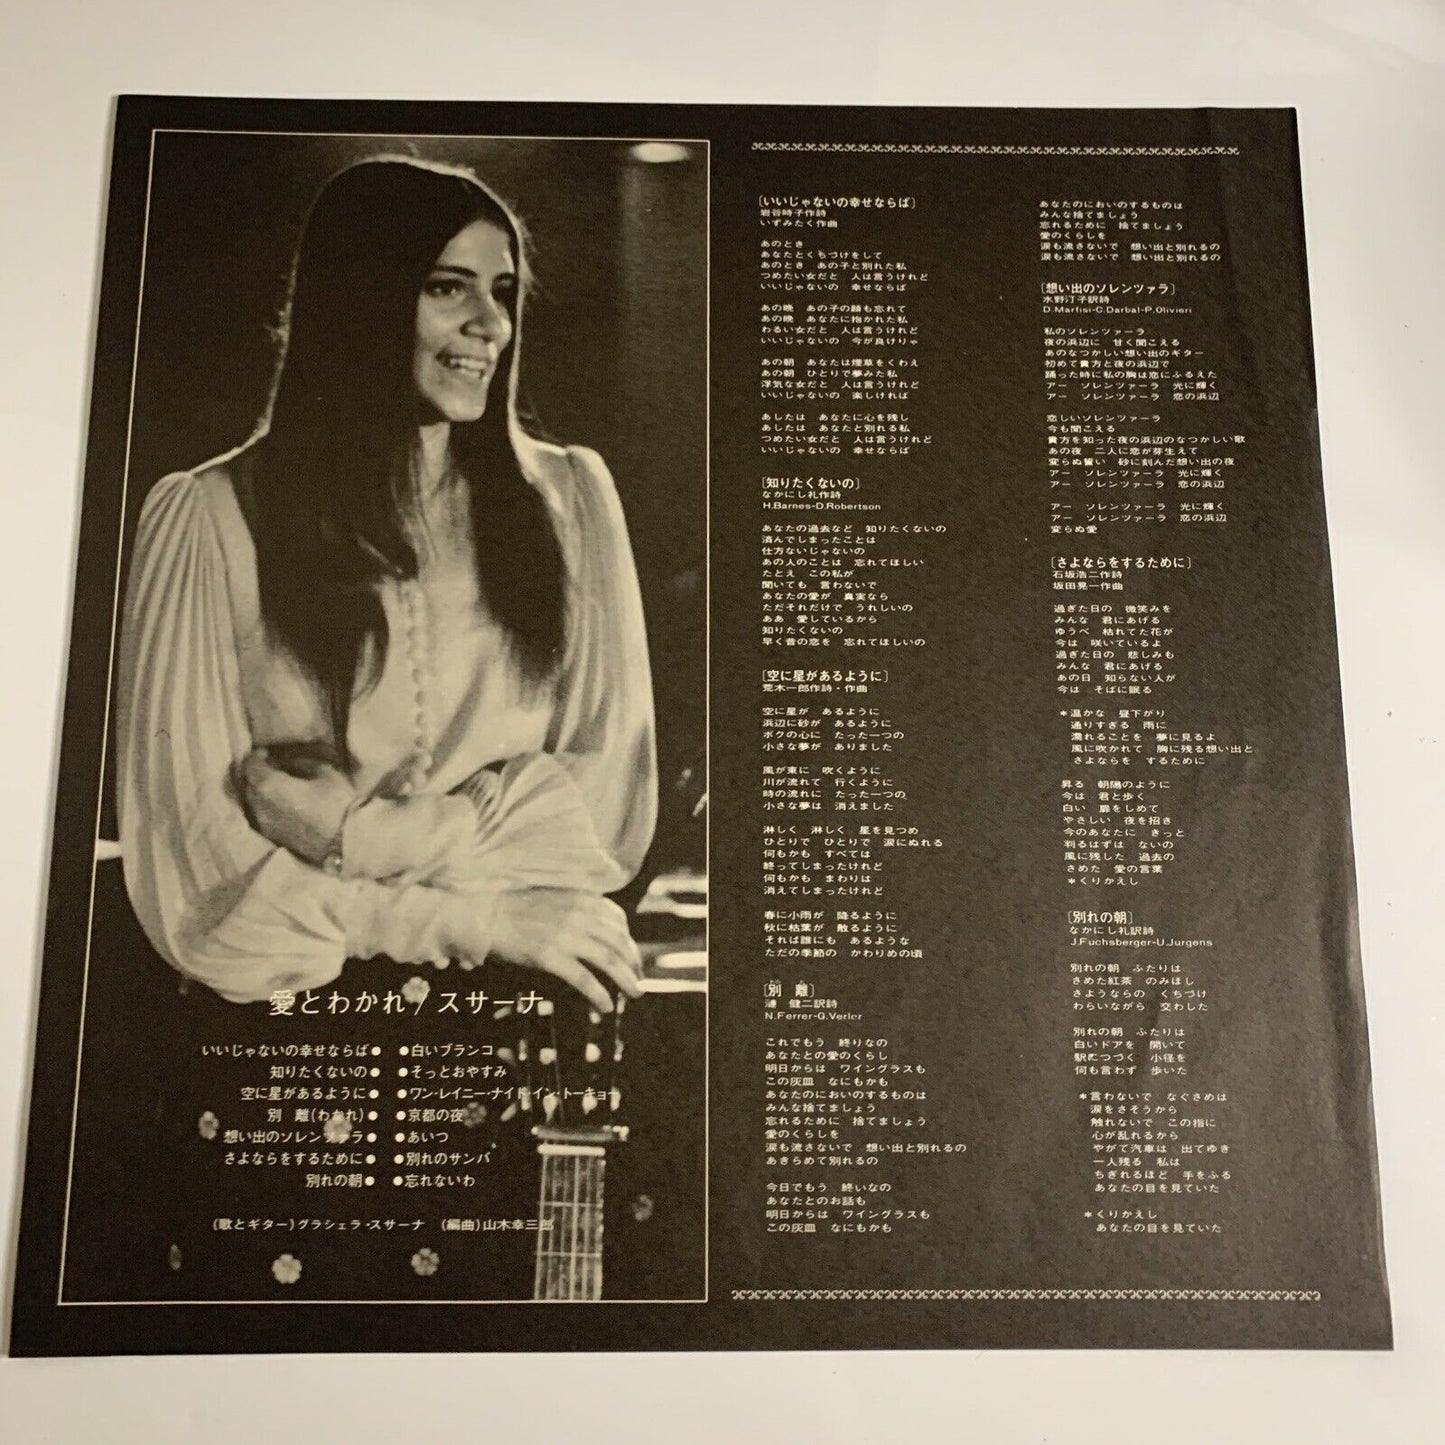 愛とわかれ/スサーナ
いいじゃないの幸せならば●
知りたくないの●
空に星があるように●
別 離(わかれ)●
想い出のソレンツァラ●
さよならをするために●
別れの朝●
●白いブランコ
●そっとおやすみ
●ワン・レイニー・ナイト・イン・トーキョー
●京都の夜
●あいつ
●別れのサンバ
●忘れないわ
(歌とギター)グラシェラ・スサーナ (編曲)山木幸三郎
〔いいじゃないの幸せならば〕
岩谷時子作詩
いずみたく作曲
あのとき
あなたとくちづけをして
あのとき あの子と別れた私
つめたい女だと 人は言うけれど
いいじゃないの 幸せならば
あの晩 あの子の顔も忘れて
あの晩 あなたに抱かれた私
わるい女だと 人は言うけれど
いいじゃないの 今が良けりゃ
あの朝 あなたは煙草をくわえ
あの朝 ひとりで夢みた私
浮気な女だと 人は言うけれど
いいじゃないの 楽しければ
あしたは あなたに心を残し
あしたは あなたと別れる私
つめたい女だと 人は言うけれど
いいじゃないの 幸せならば
〔知りたくないの〕
なかにし礼作詩
H.Barnes-D.Robertson
あなたの過去など 知りたくないの
済んでしまったことは
仕方ないじゃないの
あの人のことは 忘れてほしい
たとえ この私が
聞いても 言わないで
あなたの愛が 真実なら
ただそれだけで うれしいの
ああ 愛しているから
知りたくないの
早く昔の恋を 忘れてほしいの
〔空に星があるように〕
荒木一郎作詩・作曲
空に星が あるように
浜辺に砂が あるように
ボクの心に たった一つの
小さな夢が ありました
風が東に 吹くように
川が流れて 行くように
時の流れに たった一つの
小さな夢は 消えました
淋しく 淋しく 星を見つめ
ひとりで ひとりで 涙にぬれる
何もかも すべては
終ってしまったけれど
何もかも まわりは
消えてしまったけれど
春に小雨が 降るように
秋に枯葉が 散るように
それは誰にも あるような
ただの季節の かわりめの頃
〔別 離〕
漣 健二訳詩
N.Ferrer-G.Verlor
これでもう 終りなの
あなたとの愛のくらし
明日からは ワイングラスも
この灰皿 なにもかも
あなたのにおいのするものは
みんな捨てましょう
忘れるために 捨てましょう
愛のくらしを
涙も流さないで 想い出と別れるの
あきらめて別れるの
今日でもう 終いなの
あなたとのお話も
明日からは ワイングラスも
この灰皿 なにもかも
あなたのにおいのするものは
みんな捨てましょう
忘れるために 捨てましょう
愛のくらしを
涙も流さないで 想い出と別れるの
涙も流さないで 想い出と別れるの
〔想い出のソレンツァラ〕
水野汀子訳詩
D.Marfisi-C.Darbal-P.Olivieri
私のソレンツァーラ
夜の浜辺に 甘く聞こえる
あのなつかしい想い出のギター
初めて貴方と夜の浜辺で
踊った時に私の胸は恋にふるえた
アー ソレンツァーラ 光に輝く
アー ソレンツァーラ 恋の浜辺
恋しいソレンツァーラ
今も聞こえる
貴方を知った夜の浜辺のなつかしい歌
あの夜 二人に恋が芽生えて
変らぬ誓い 砂に刻んだ想い出の夜
アー ソレンツァーラ 光に輝く
アー ソレンツァーラ 恋の浜辺
アー ソレンツァーラ 光に輝く
アー ソレンツァーラ 恋の浜辺
変らぬ愛
〔さよならをするために〕
石坂浩二作詩
坂田晃一作曲
過ぎた日の 微笑みを
みんな 君にあげる
ゆうべ 枯れてた花が
今は 咲いているよ
過ぎた日の 悲しみも
みんな 君にあげる
あの日 知らない人が
今は そばに眠る
*温かな 昼下がり
通りすぎる 雨に
濡れることを 夢に見るよ
風に吹かれて 胸に残る想い出と
さよならを するために
昇る 朝陽のように
今は 君と歩く
白い 扉をしめて
やさしい 夜を招き
今のあなたに きっと
判るはずは ないの
風に残した 過去の
さめた 愛の言葉
*くりかえし
〔別れの朝〕
なかにし礼訳詩
J.Fuchsberger-U.Jurgens
別れの朝 ふたりは
さめた紅茶 のみほし
さようならの くちづけ
わらいながら 交わした
別れの朝 ふたりは
白いドアを 開いて
駅につづく 小径を
何も言わず 歩いた
*言わないで なぐさめは
涙をさそうから
触れないで この指に
心が乱れるから
やがて汽車は 出てゆき
一人残る 私は
ちぎれるほど 手をふる
あなたの目を見ていた
*くりかえし
あなたの目を見ていた